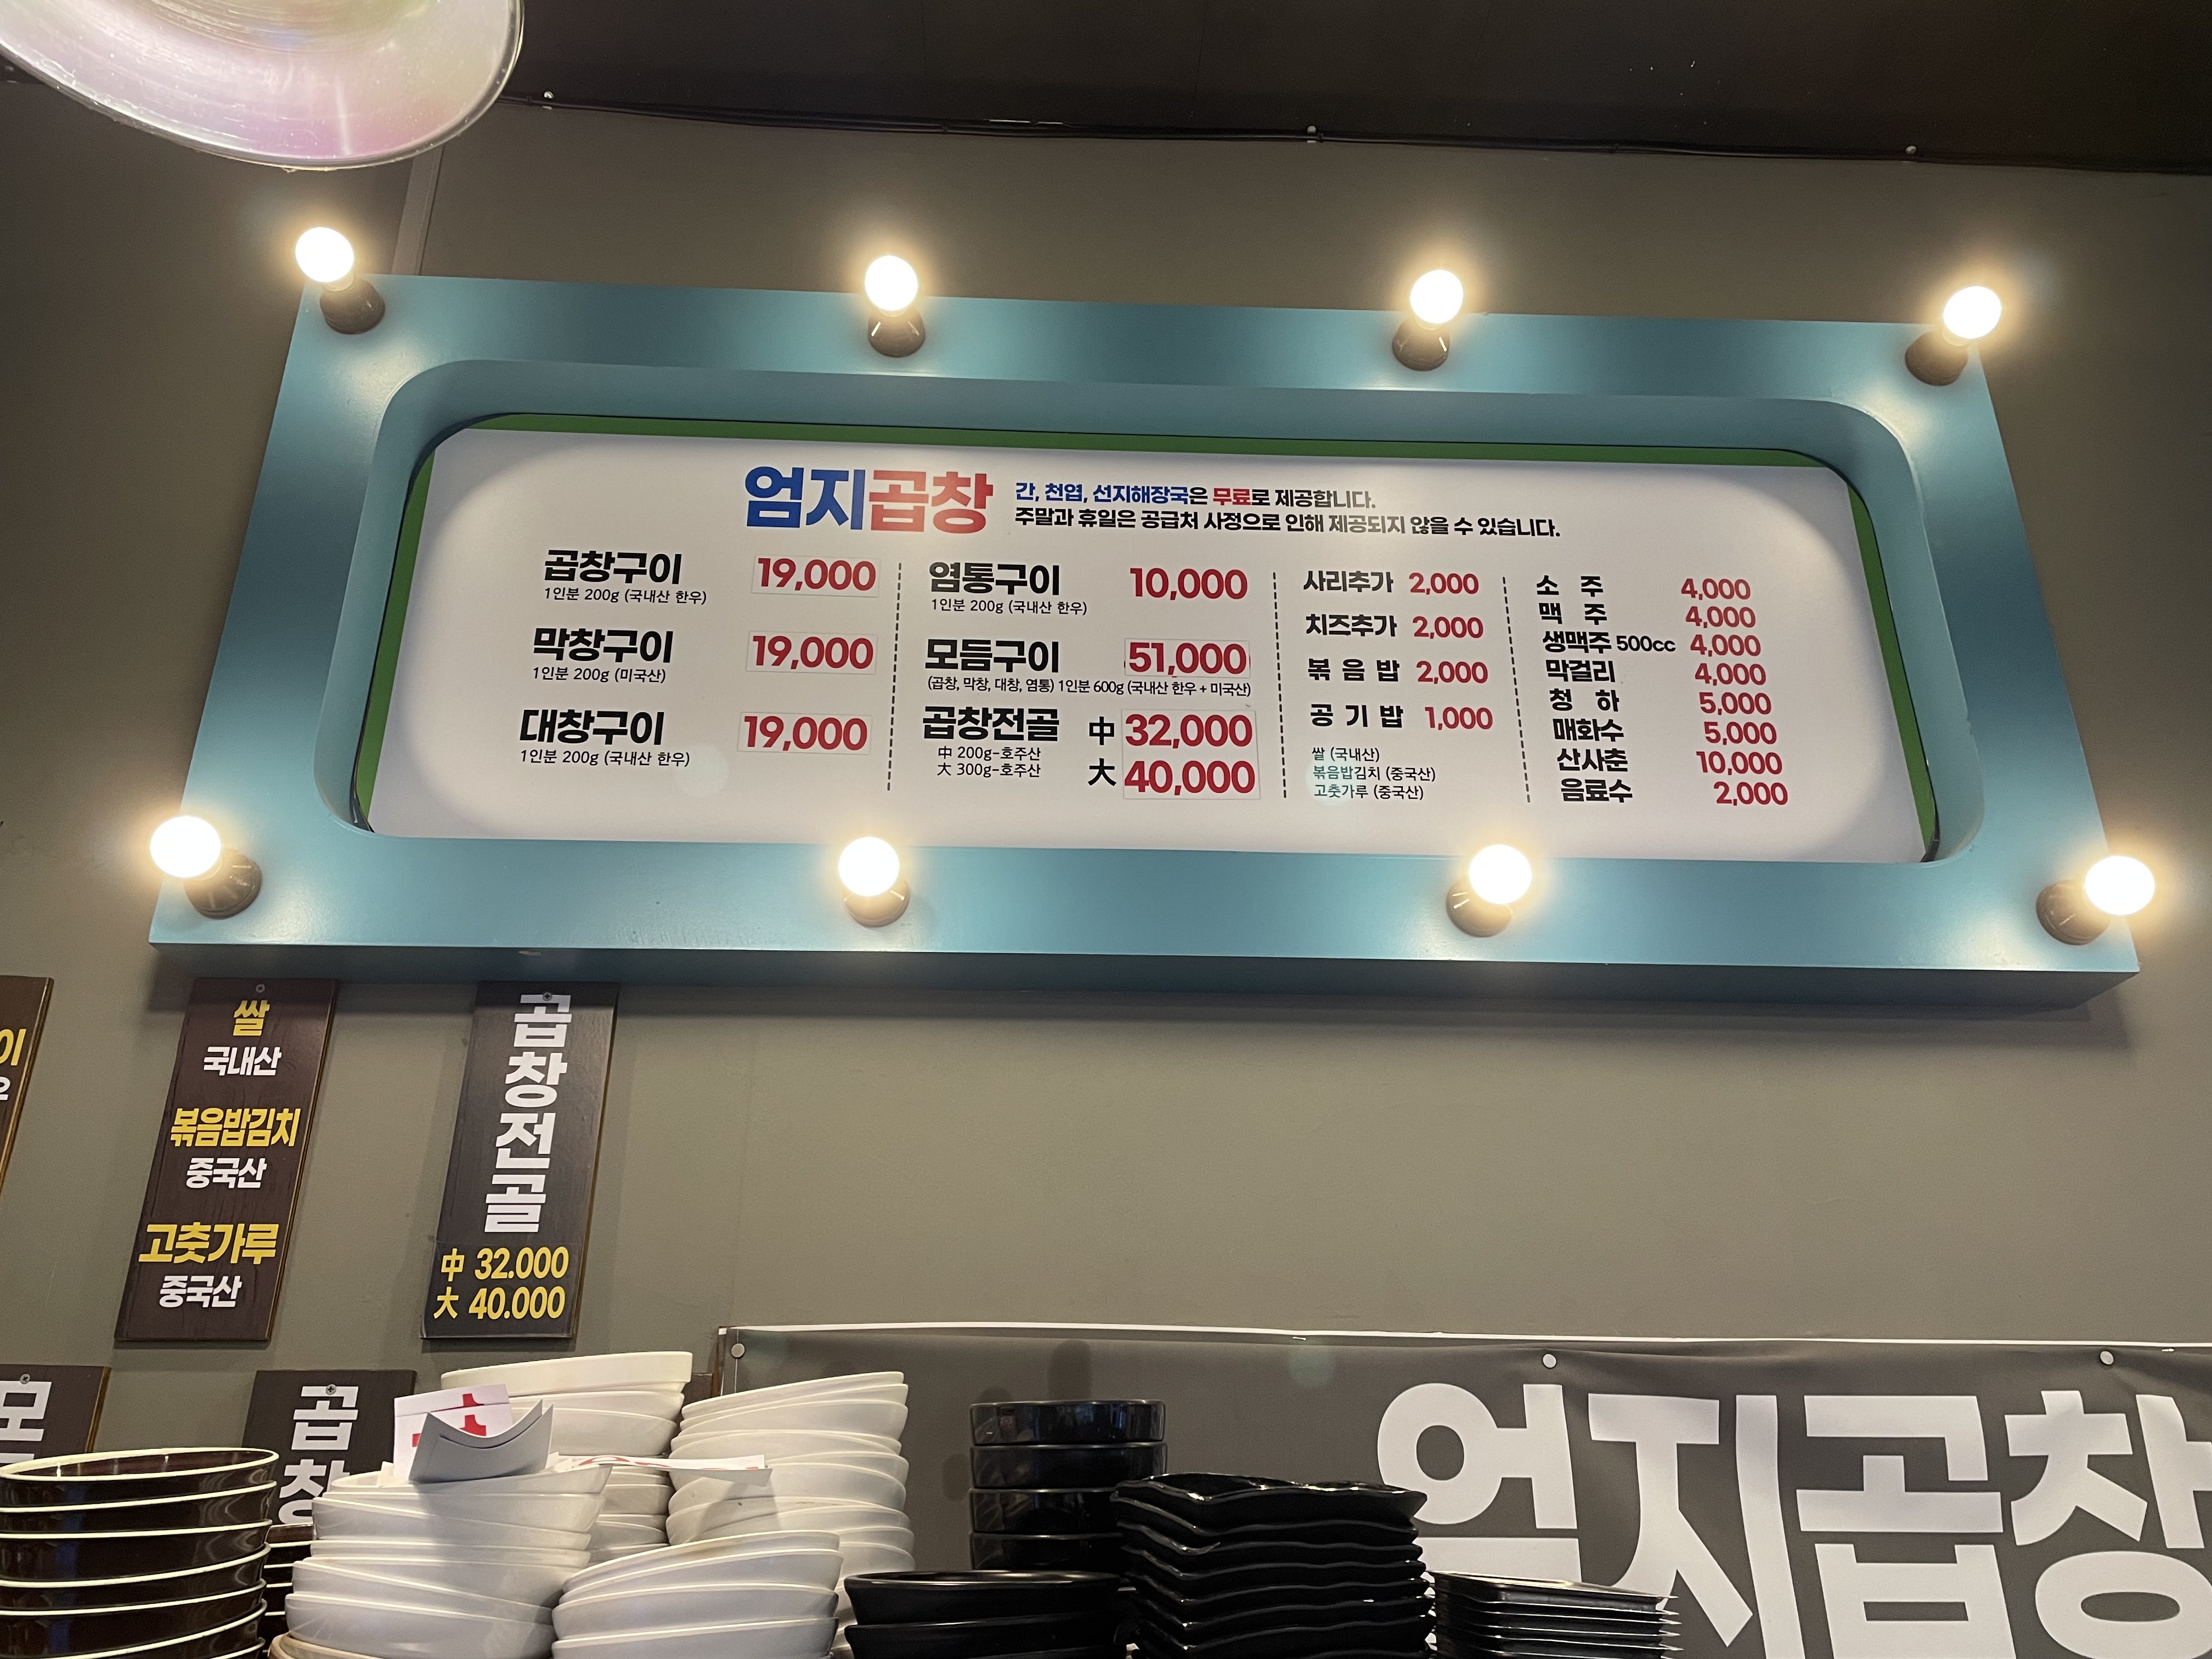 엄지곱창
간, 천엽, 선지해장국은 무료로 제공합니다.
주말과 휴일은 공급처 사정으로 인해 제공되지 않을 수 있습니다.
곱창구이 19,000
1인분 200g (국내산 한우)
막창구이 19,000
1인분 200g (미국산)
대창구이 19,000
1인분 200g (국내산 한우)
염통구이 10,000
1인분 200g (국내산 한우)
모듬구이 51,000
(곱창, 막창, 대창, 염통) 1인분 600g (국내산 한우 + 미국산)
곱창전골 中 32,000
中 200g-호주산
大 300g-호주산
大 40,000
사리추가 2,000
치즈추가 2,000
볶음밥 2,000
공기밥 1,000
쌀 (국내산)
볶음밥김치 (중국산)
고춧가루 (중국산)
소주 4,000
맥주 4,000
생맥주 500cc 4,000
막걸리 4,000
청하 5,000
매화수 5,000
산사춘 10,000
음료수 2,000
이
쌀
국내산
볶음밥김치
중국산
고춧가루
중국산
곱창전골
中 32.000
大 40.000
곱창
엄지곱창